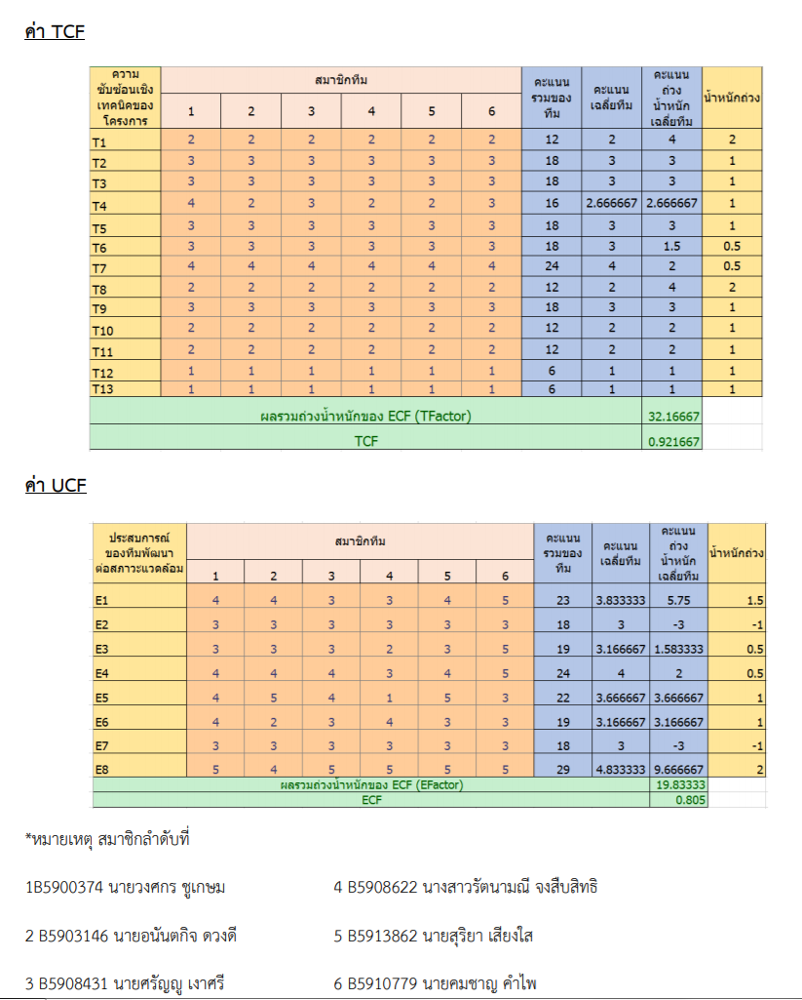 ค่า TCF
ความซับซ้อนเชิงเทคนิคของโครงการ สมาชิกทีม คะแนนรวมของทีม คะแนนเฉลี่ยทีม คะแนนถ่วงน้ำหนักเฉลี่ยทีม น้ำหนักถ่วง
1 2 3 4 5 6
T1 2 2 2 2 2 2 12 2 4 2
T2 3 3 3 3 3 3 18 3 3 1
T3 3 3 3 3 3 3 18 3 3 1
T4 4 2 3 2 2 3 16 2.666667 2.666667 1
T5 3 3 3 3 3 3 18 3 3 1
T6 3 3 3 3 3 3 18 3 1.5 0.5
T7 4 4 4 4 4 4 24 4 2 0.5
T8 2 2 2 2 2 2 12 2 4 2
T9 3 3 3 3 3 3 18 3 3 1
T10 2 2 2 2 2 2 12 2 2 1
T11 2 2 2 2 2 2 12 2 2 1
T12 1 1 1 1 1 1 6 1 1 1
T13 1 1 1 1 1 1 6 1 1 1
ผลรวมถ่วงน้ำหนักของ ECF (TFactor) 32.16667
TCF 0.921667
ค่า UCF
ประสบการณ์ของทีมพัฒนาต่อสภาวะแวดล้อม สมาชิกทีม คะแนนรวมของทีม คะแนนเฉลี่ยทีม คะแนนถ่วงน้ำหนักเฉลี่ยทีม น้ำหนักถ่วง
1 2 3 4 5 6
E1 4 4 3 3 4 5 23 3.833333 5.75 1.5
E2 3 3 3 3 3 3 18 3 -3 -1
E3 3 3 3 2 3 5 19 3.166667 1.583333 0.5
E4 4 4 4 3 4 5 24 4 2 0.5
E5 4 5 4 1 5 3 22 3.666667 3.666667 1
E6 4 2 3 4 3 3 19 3.166667 3.166667 1
E7 3 3 3 3 3 3 18 3 -3 -1
E8 5 4 5 5 5 5 29 4.833333 9.666667 2
ผลรวมถ่วงน้ำหนักของ ECF (EFactor) 19.83333
ECF 0.805
*หมายเหตุ สมาชิกลำดับที่
1B5900374 นายวงศกร ชูเกษม 4 B5908622 นางสาวรัตนามณี จงสืบสิทธิ
2 B5903146 นายอนันตกิจ ดวงดี 5 B5913862 นายสุริยา เสียงใส
3 B5908431 นายศรัญญู เงาศรี 6 B5910779 นายคมชาญ คำไพ